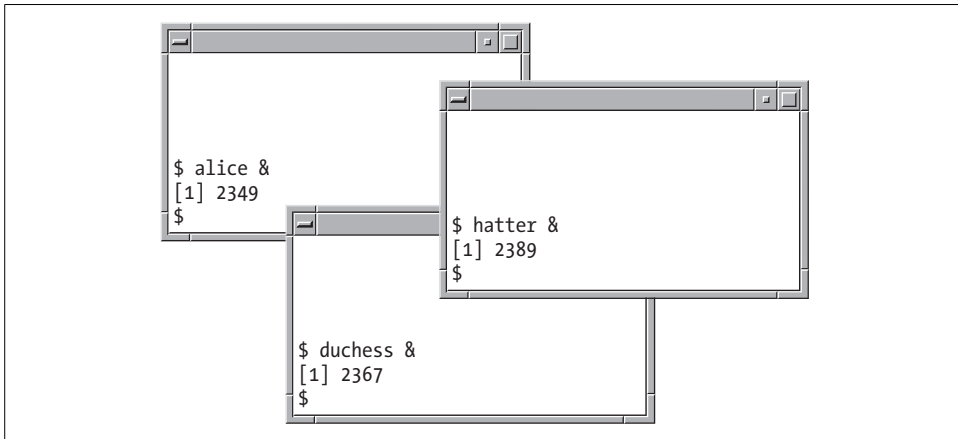 $ alice &
[1] 2349
$
$ hatter &
[1] 2389
$
$ duchess &
[1] 2367
$